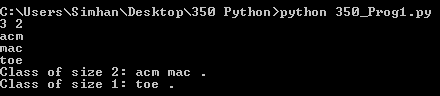 C:\Users\Simhan\Desktop\350 Python>python 350_Prog1.py
3 2
acm
mac
toe
Class of size 2: acm mac .
Class of size 1: toe .